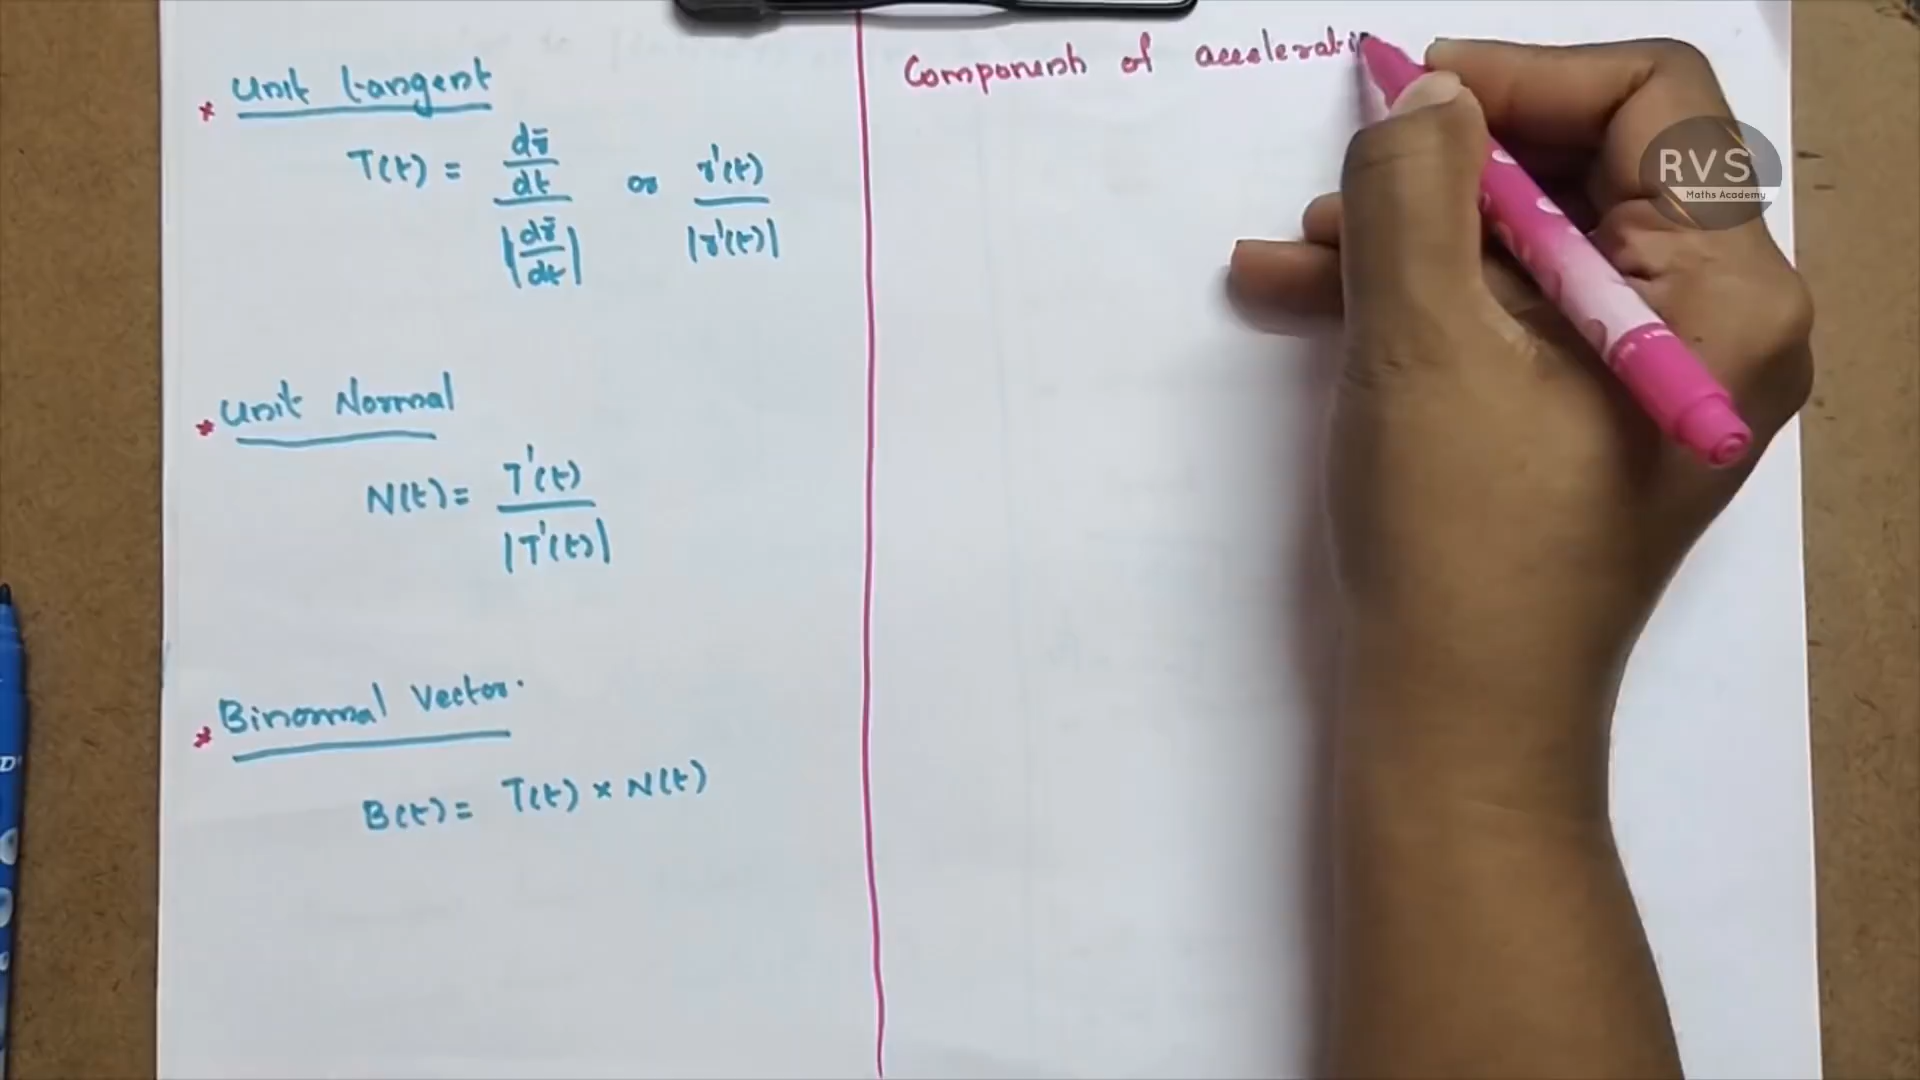 * Unit tangent
T(t) = dr̄/dt / |dr̄/dt| or r'(t) / |r'(t)|
* Unit Normal
N(t) = T'(t) / |T'(t)|
* Binormal Vector.
B(t) = T(t) × N(t)
Components of accelerati
RVS
Maths Academy